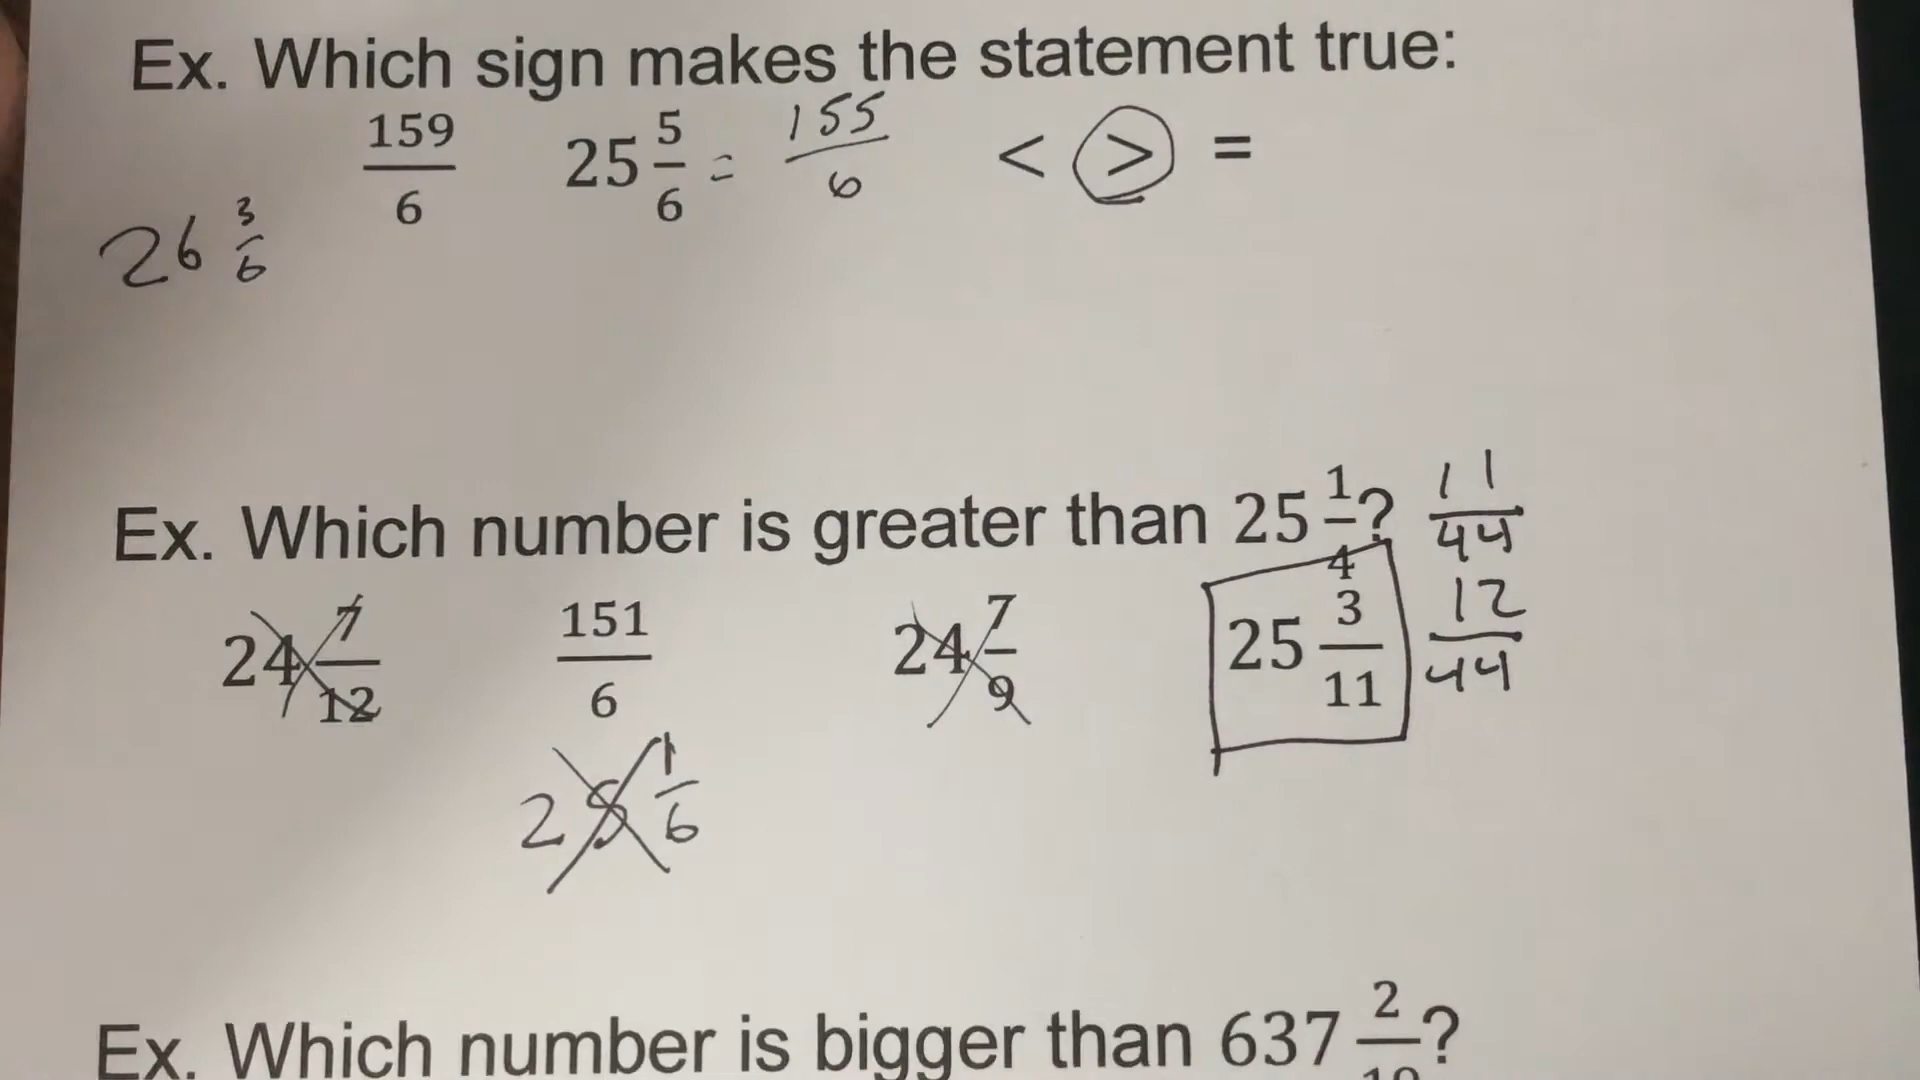 Ex. Which sign makes the statement true:
159/6 25 5/6 = 155/6 < > =
26 3/6
Ex. Which number is greater than 25 1/4? 11/44
24 7/12 151/6 24 7/9 25 3/11 12/44
25 1/6
Ex. Which number is bigger than 637 2/?